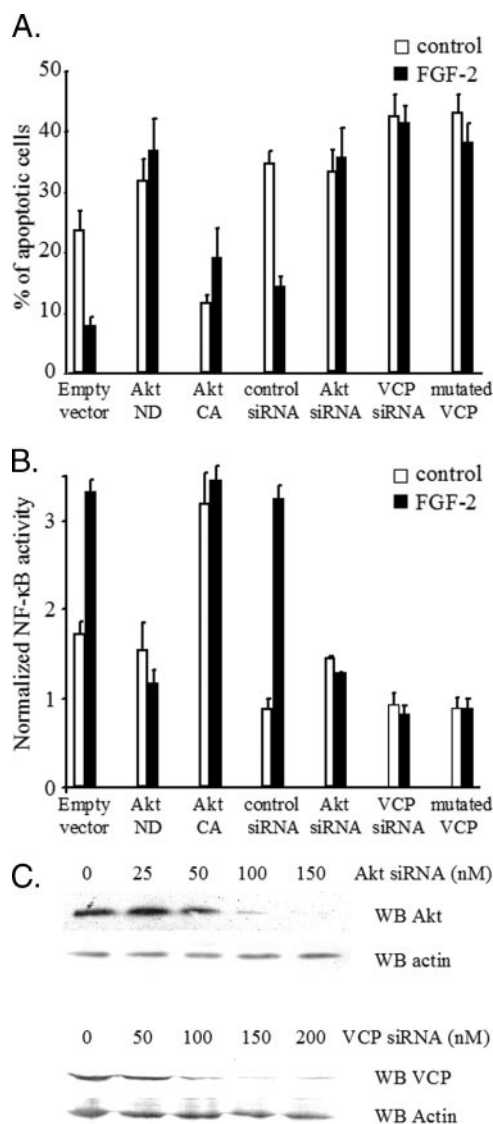 A.
control
FGF-2
50
40
30
20
10
0
% of apoptotic cells
Empty vector
Akt ND
Akt CA
control siRNA
Akt siRNA
VCP siRNA
mutated VCP
B.
control
FGF-2
3
2
1
0
Normalized NF-κB activity
Empty vector
Akt ND
Akt CA
control siRNA
Akt siRNA
VCP siRNA
mutated VCP
C.
0 25 50 100 150 Akt siRNA (nM)
WB Akt
WB actin
0 50 100 150 200 VCP siRNA (nM)
WB VCP
WB Actin